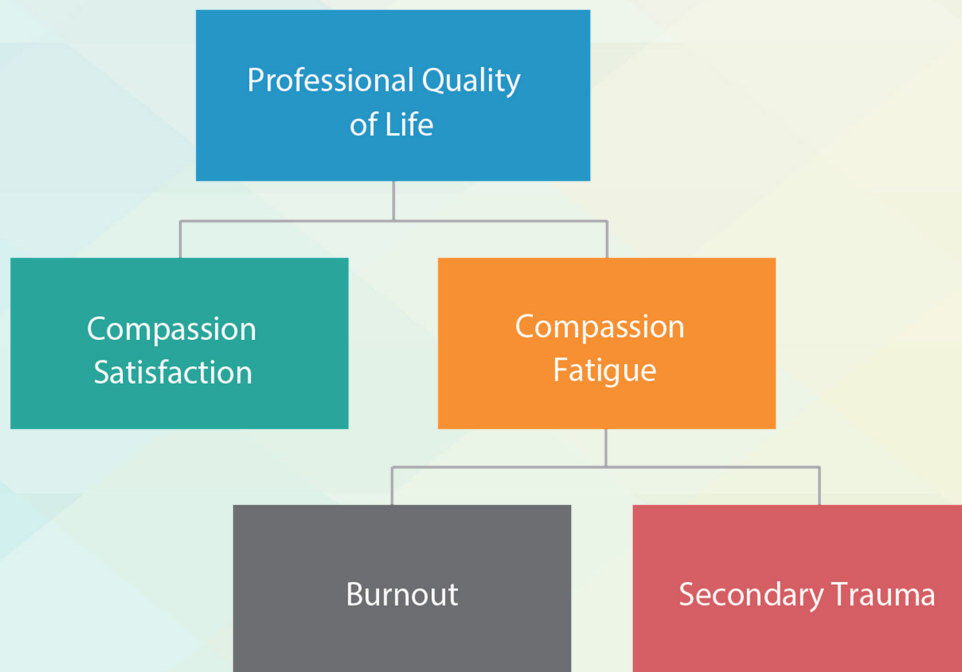 Professional Quality
of Life
Compassion
Satisfaction
Compassion
Fatigue
Burnout
Secondary Trauma